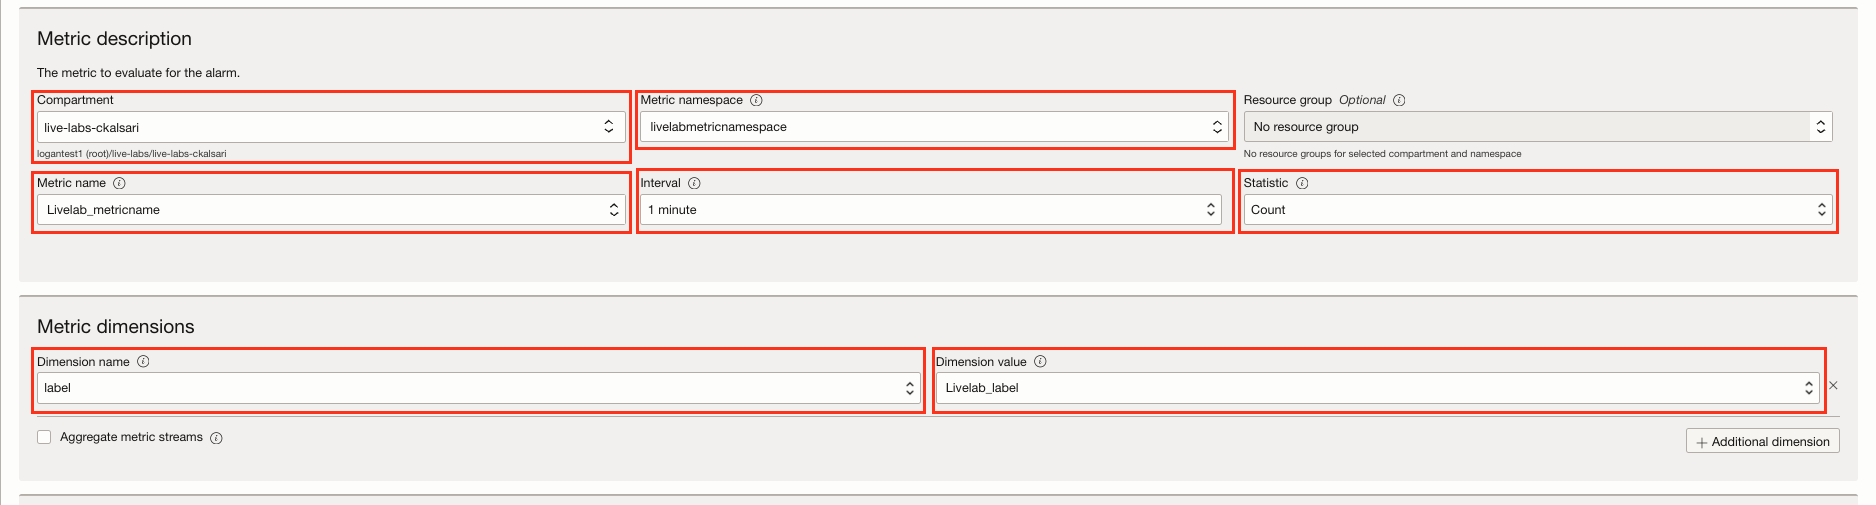 Metric description
The metric to evaluate for the alarm.
Compartment
live-labs-ckalsari
logantest1 (root)/live-labs/live-labs-ckalsari
Metric namespace
livelabmetricnamespace
Resource group Optional
No resource group
No resource groups for selected compartment and namespace
Metric name
Livelab_metricname
Interval
1 minute
Statistic
Count
Metric dimensions
Dimension name
label
Dimension value
Livelab_label
Aggregate metric streams
+ Additional dimension